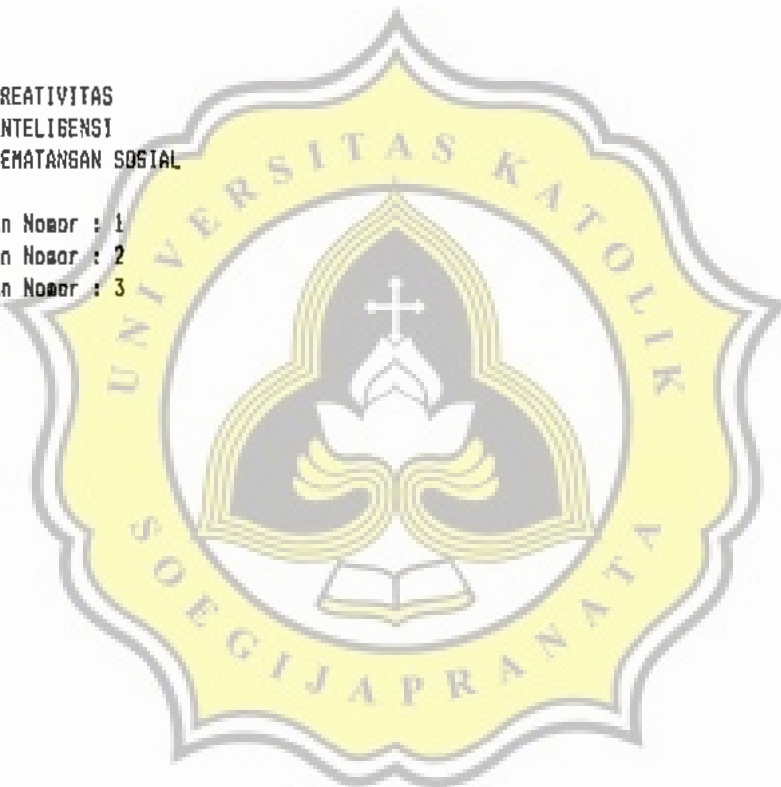 REATIVITAS
NTELIGENSI
EMATANGAN SOSIAL
n Nomor : 1
n Nomor : 2
n Nomor : 3
UNIVERSITAS KATOLIK
SOEGIJAPRANATA